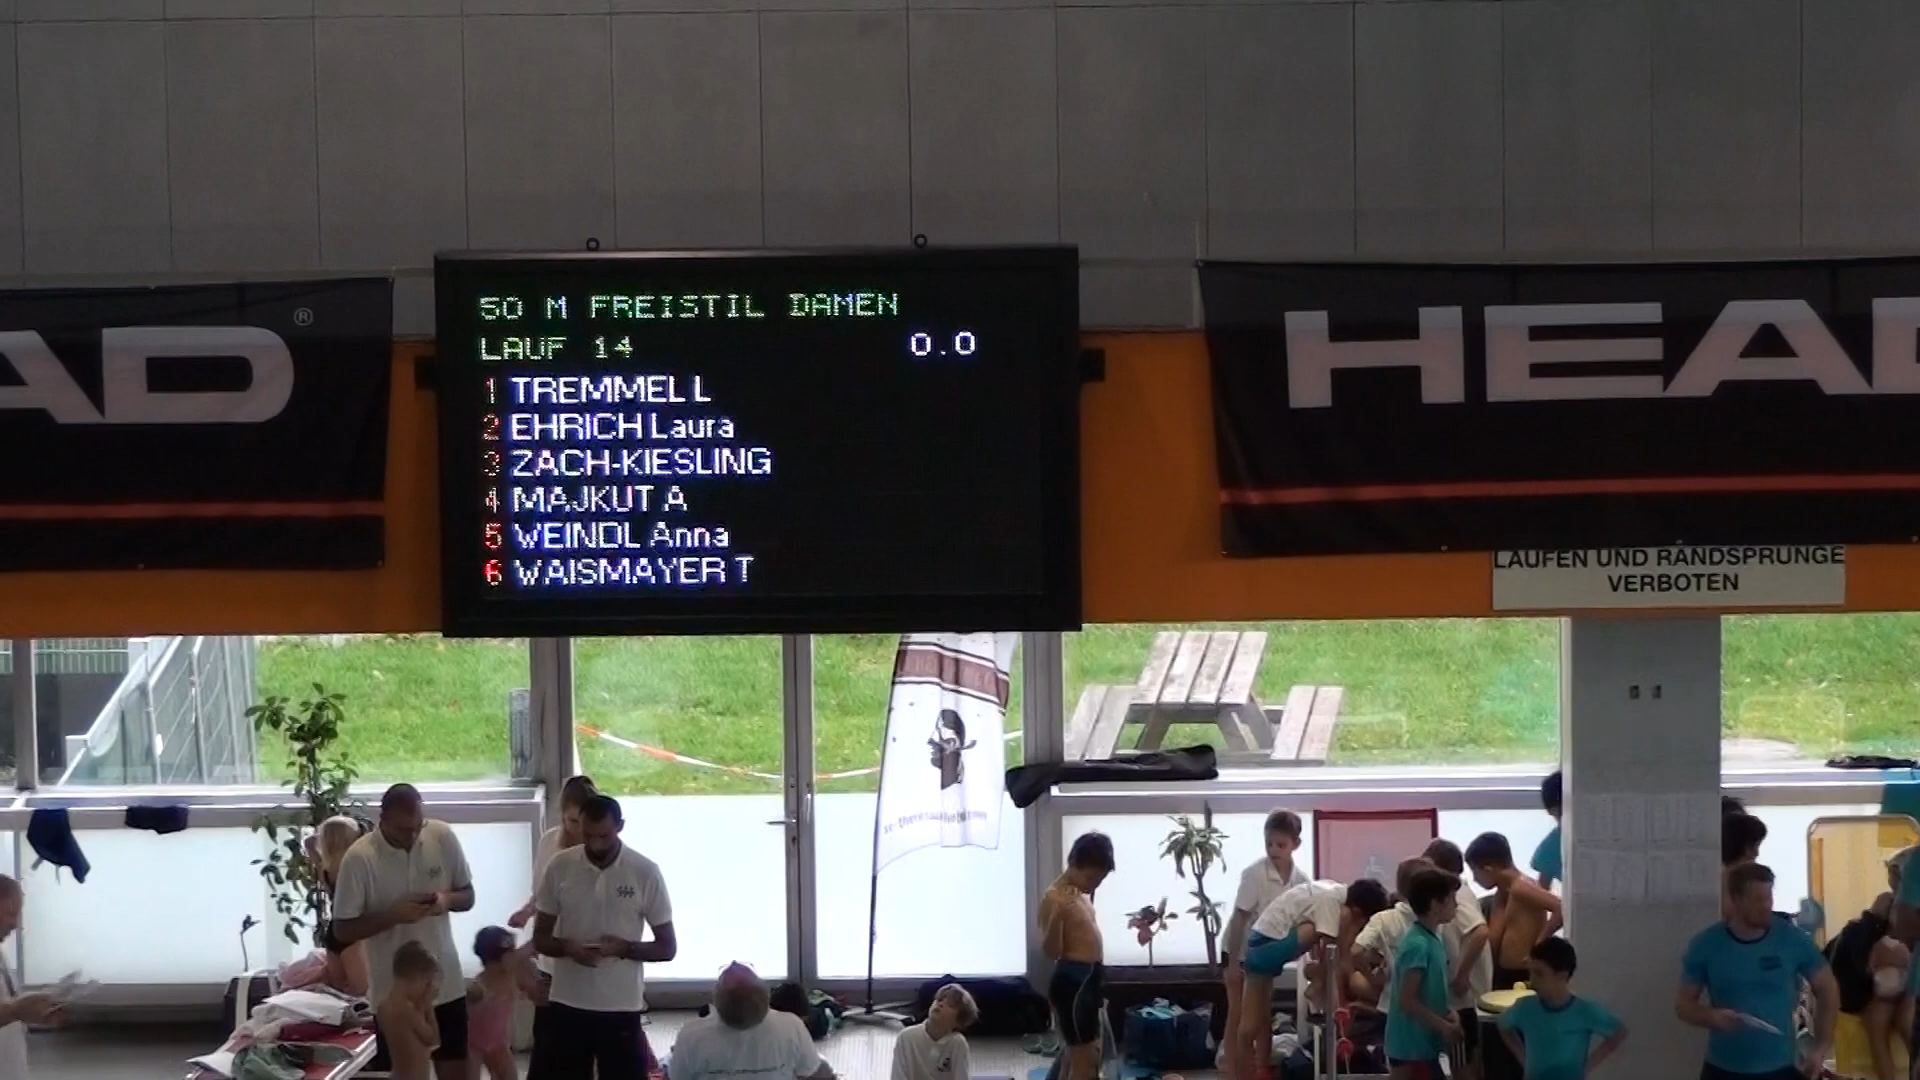 50 M FREISTIL DAMEN
LAUF 14 0.0
1 TREMMEL L
2 EHRICH Laura
3 ZACH-KIESLING
4 MAJKUT A
5 WEINDL Anna
6 WAISMAYER T
AD ®
HEAD
LAUFEN UND RANDSPRÜNGE
VERBOTEN